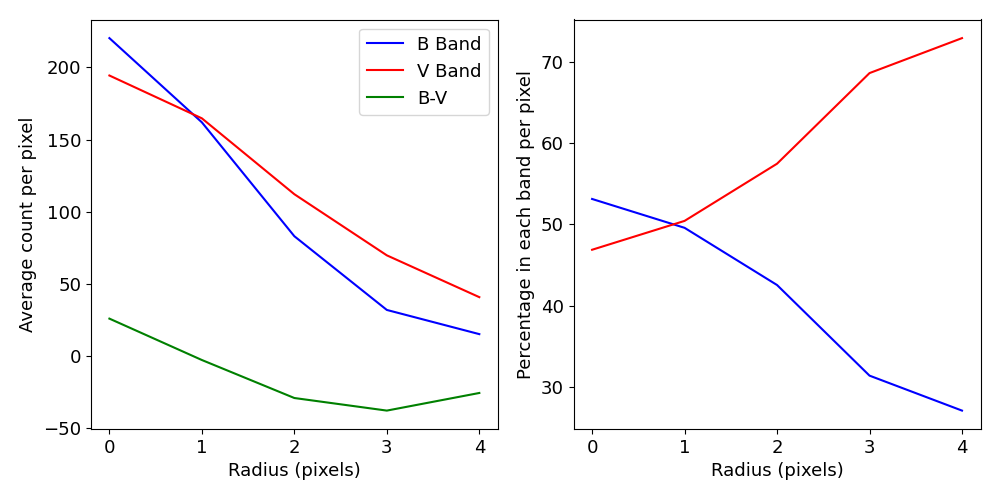 Average count per pixel
200
150
100
50
0
−50
B Band
V Band
B-V
0 1 2 3 4
Radius (pixels)
Percentage in each band per pixel
70
60
50
40
30
0 1 2 3 4
Radius (pixels)